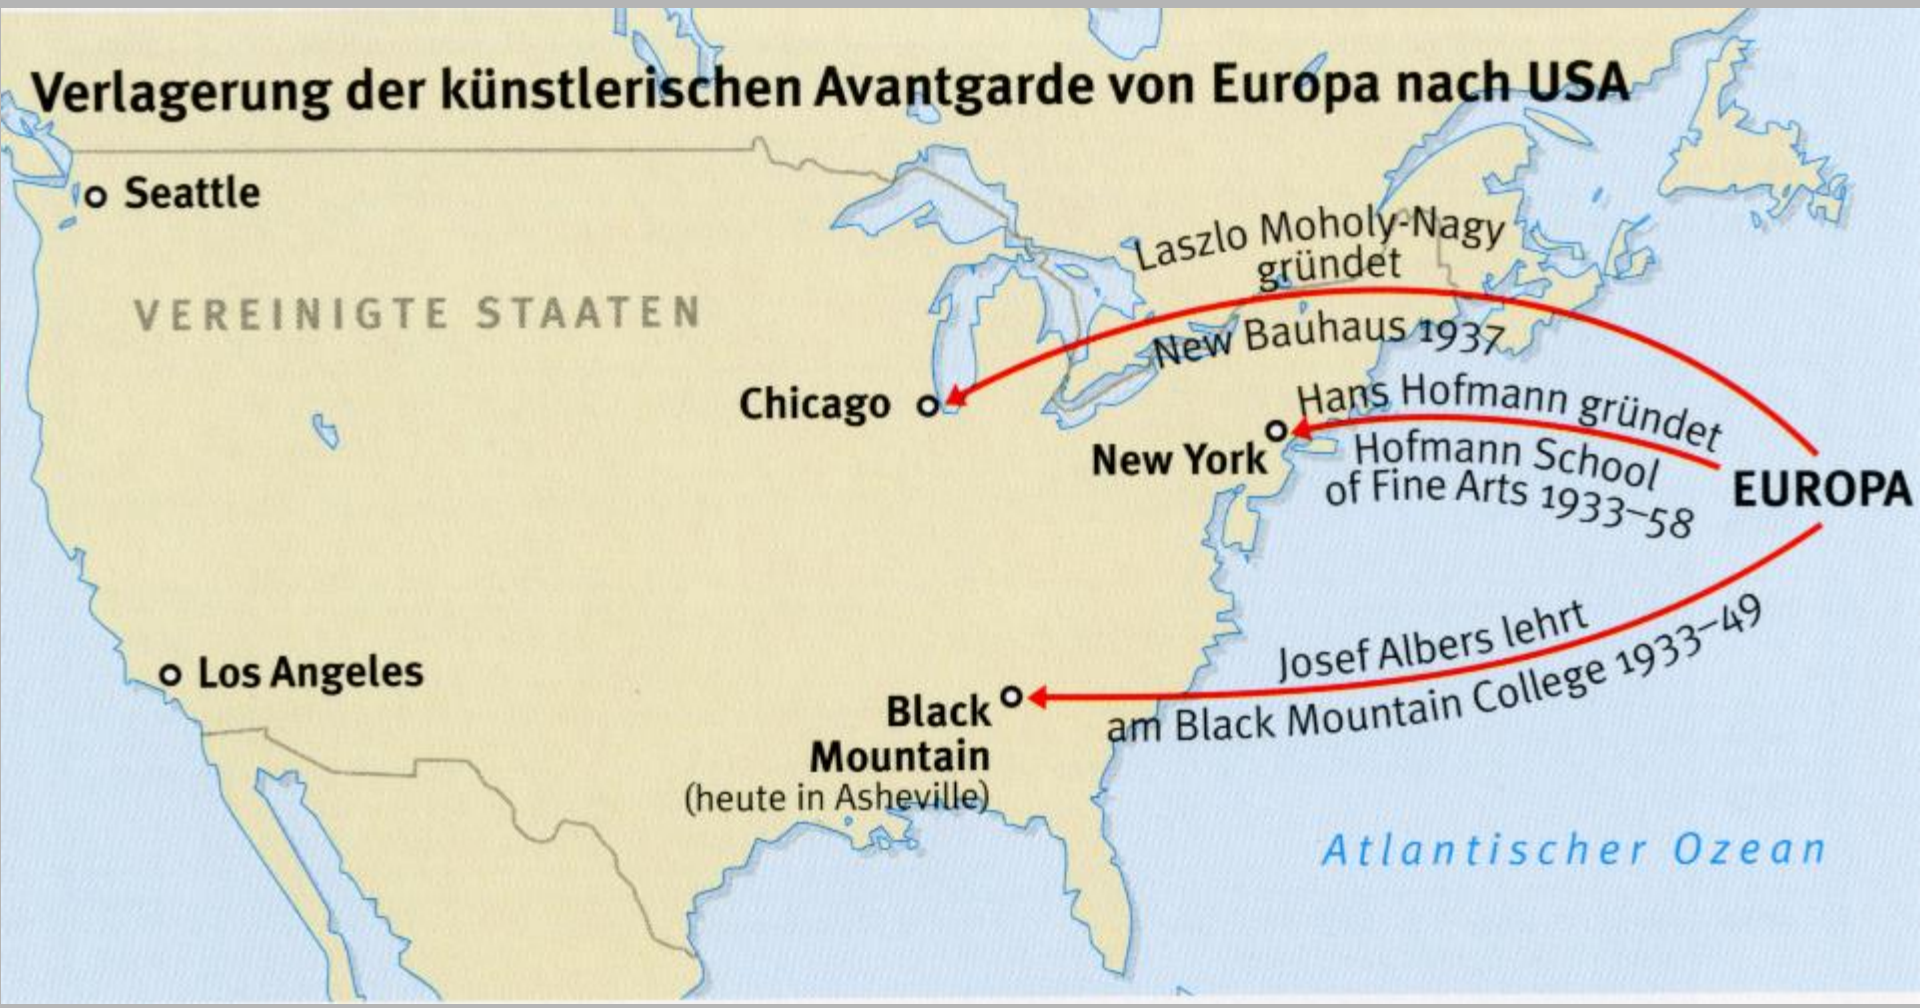 Verlagerung der künstlerischen Avantgarde von Europa nach USA
Seattle
VEREINIGTE STAATEN
Laszlo Moholy-Nagy
gründet
New Bauhaus 1937
Chicago
Hans Hofmann gründet
New York
Hofmann School
of Fine Arts 1933–58
EUROPA
Josef Albers lehrt
am Black Mountain College 1933–49
Los Angeles
Black
Mountain
(heute in Asheville)
Atlantischer Ozean